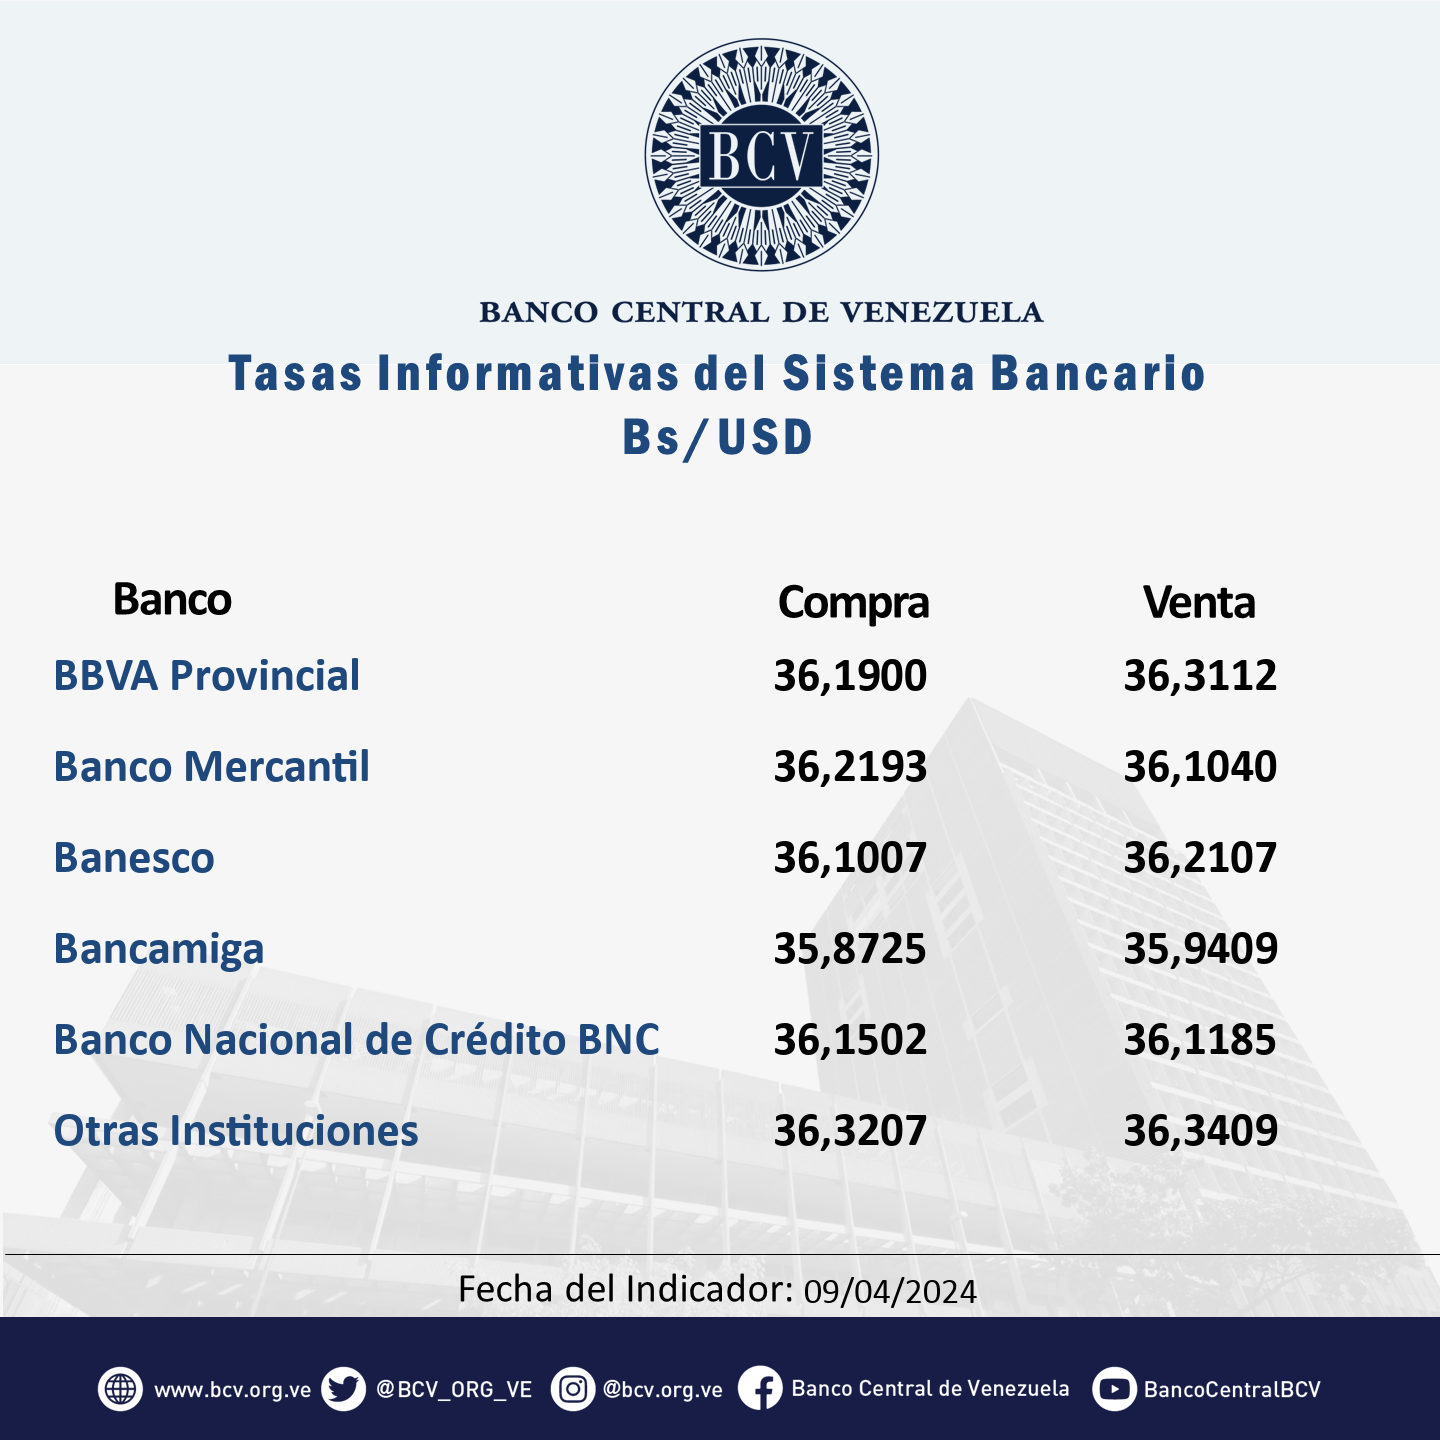 BCV
BANCO CENTRAL DE VENEZUELA
Tasas Informativas del Sistema Bancario
Bs/USD
Banco Compra Venta
BBVA Provincial 36,1900 36,3112
Banco Mercantil 36,2193 36,1040
Banesco 36,1007 36,2107
Bancamiga 35,8725 35,9409
Banco Nacional de Crédito BNC 36,1502 36,1185
Otras Instituciones 36,3207 36,3409
Fecha del Indicador: 09/04/2024
www.bcv.org.ve @BCV_ORG_VE @bcv.org.ve Banco Central de Venezuela BancoCentralBCV